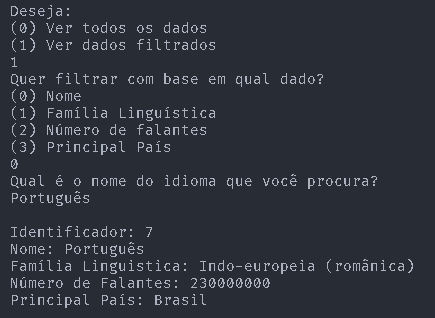 Deseja:
(0) Ver todos os dados
(1) Ver dados filtrados
1
Quer filtrar com base em qual dado?
(0) Nome
(1) Família Linguística
(2) Número de falantes
(3) Principal País
0
Qual é o nome do idioma que você procura?
Português
Identificador: 7
Nome: Português
Família Linguistica: Indo-europeia (românica)
Número de Falantes: 230000000
Principal País: Brasil